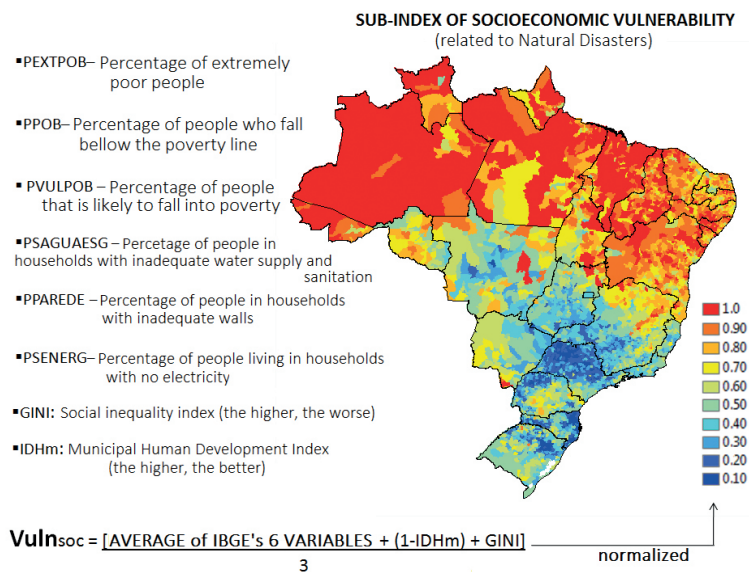 SUB-INDEX OF SOCIOECONOMIC VULNERABILITY
(related to Natural Disasters)
▪PEXTPOB– Percentage of extremely
poor people
▪PPOB– Percentage of people who fall
bellow the poverty line
▪PVULPOB – Percentage of people
that is likely to fall into poverty
▪PSAGUAESG – Percetage of people in
households with inadequate water supply and
sanitation
▪PPAREDE – Percentage of people in households
with inadequate walls
▪PSENERG– Percentage of people living in households
with no electricity
▪GINI: Social inequality index (the higher, the worse)
▪IDHm: Municipal Human Development Index
(the higher, the better)
1.0
0.90
0.80
0.70
0.60
0.50
0.40
0.30
0.20
0.10
Vulnsoc = [AVERAGE of IBGE's 6 VARIABLES + (1-IDHm) + GINI]
3
normalized